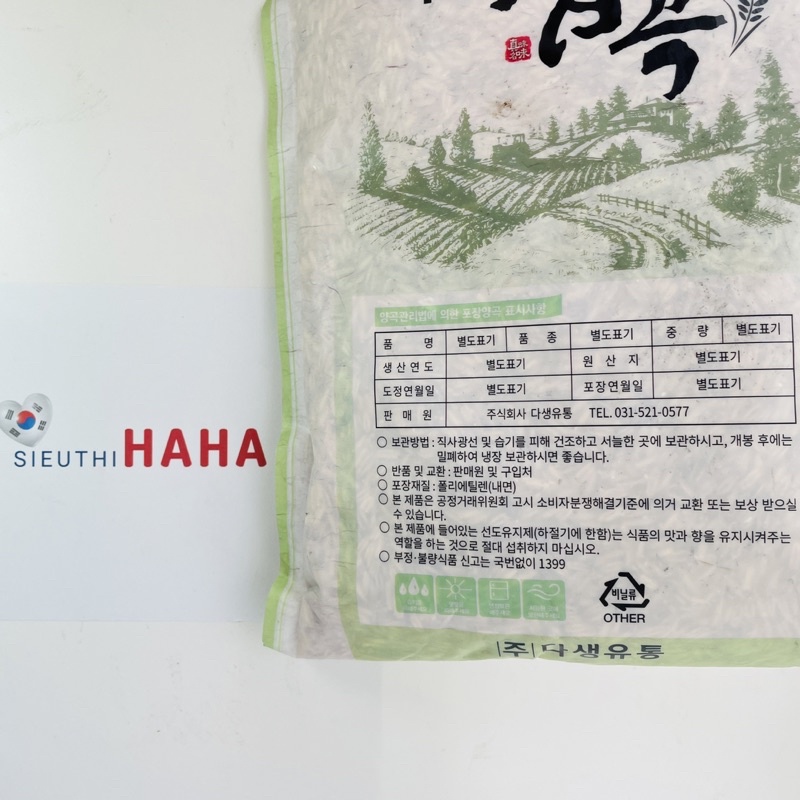 양곡관리법에 의한 포장양곡 표시사항
품 명 별도표기 품 종 별도표기 중 량 별도표기
생산연도 별도표기 원 산 지 별도표기
도정연월일 별도표기 포장연월일 별도표기
판 매 원 주식회사 다생유통 TEL. 031-521-0577
○ 보관방법 : 직사광선 및 습기를 피해 건조하고 서늘한 곳에 보관하시고, 개봉 후에는
밀폐하여 냉장 보관하시면 좋습니다.
○ 반품 및 교환 : 판매원 및 구입처
○ 포장재질 : 폴리에틸렌(내면)
○ 본 제품은 공정거래위원회 고시 소비자분쟁해결기준에 의거 교환 또는 보상 받으실
수 있습니다.
○ 본 제품에 들어있는 선도유지제(하절기에 한함)는 식품의 맛과 향을 유지시켜주는
역할을 하는 것으로 절대 섭취하지 마십시오.
○ 부정·불량식품 신고는 국번없이 1399
비닐류
OTHER
(주)다생유통
SIEUTHI HAHA